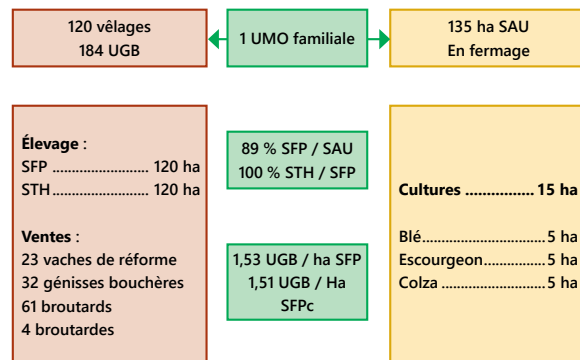 120 vêlages
184 UGB
1 UMO familiale
135 ha SAU
En fermage
Élevage :
SFP ........................... 120 ha
STH ........................... 120 ha
Ventes :
23 vaches de réforme
32 génisses bouchères
61 broutards
4 broutardes
89 % SFP / SAU
100 % STH / SFP
1,53 UGB / ha SFP
1,51 UGB / Ha
SFPc
Cultures ................. 15 ha
Blé................................ 5 ha
Escourgeon................ 5 ha
Colza .......................... 5 ha